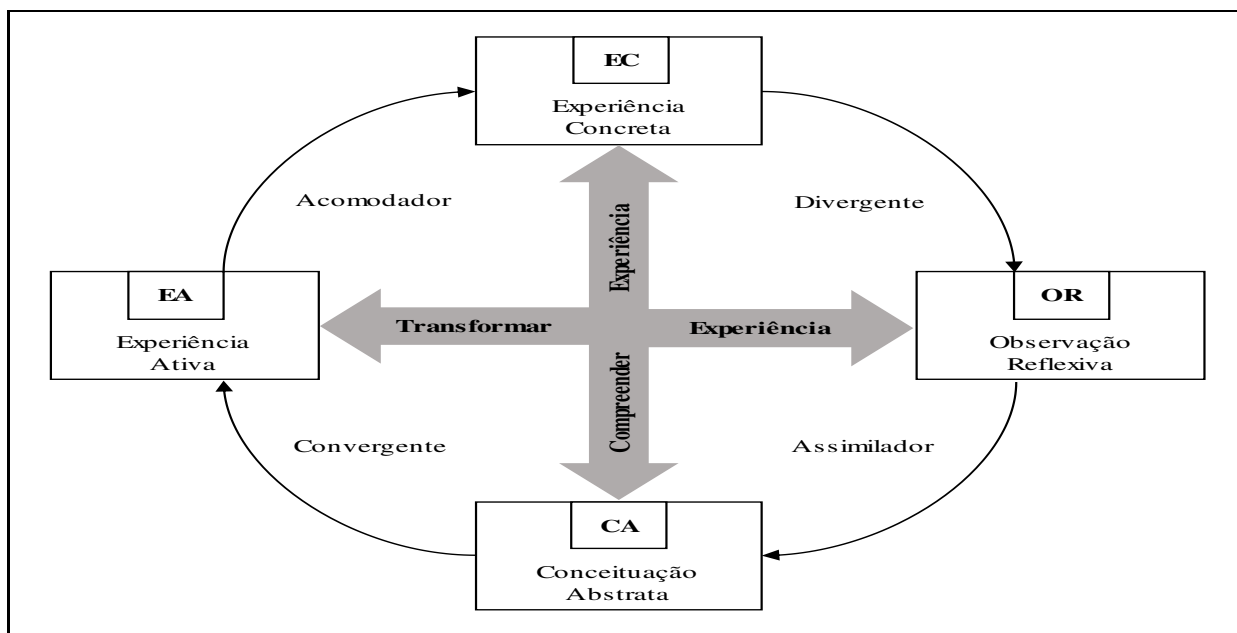 EC
Experiência
Concreta
Acomodador
Divergente
Experiência
EA
Experiência
Ativa
Transformar
Experiência
OR
Observação
Reflexiva
Compreender
Convergente
Assimilador
CA
Conceituação
Abstrata